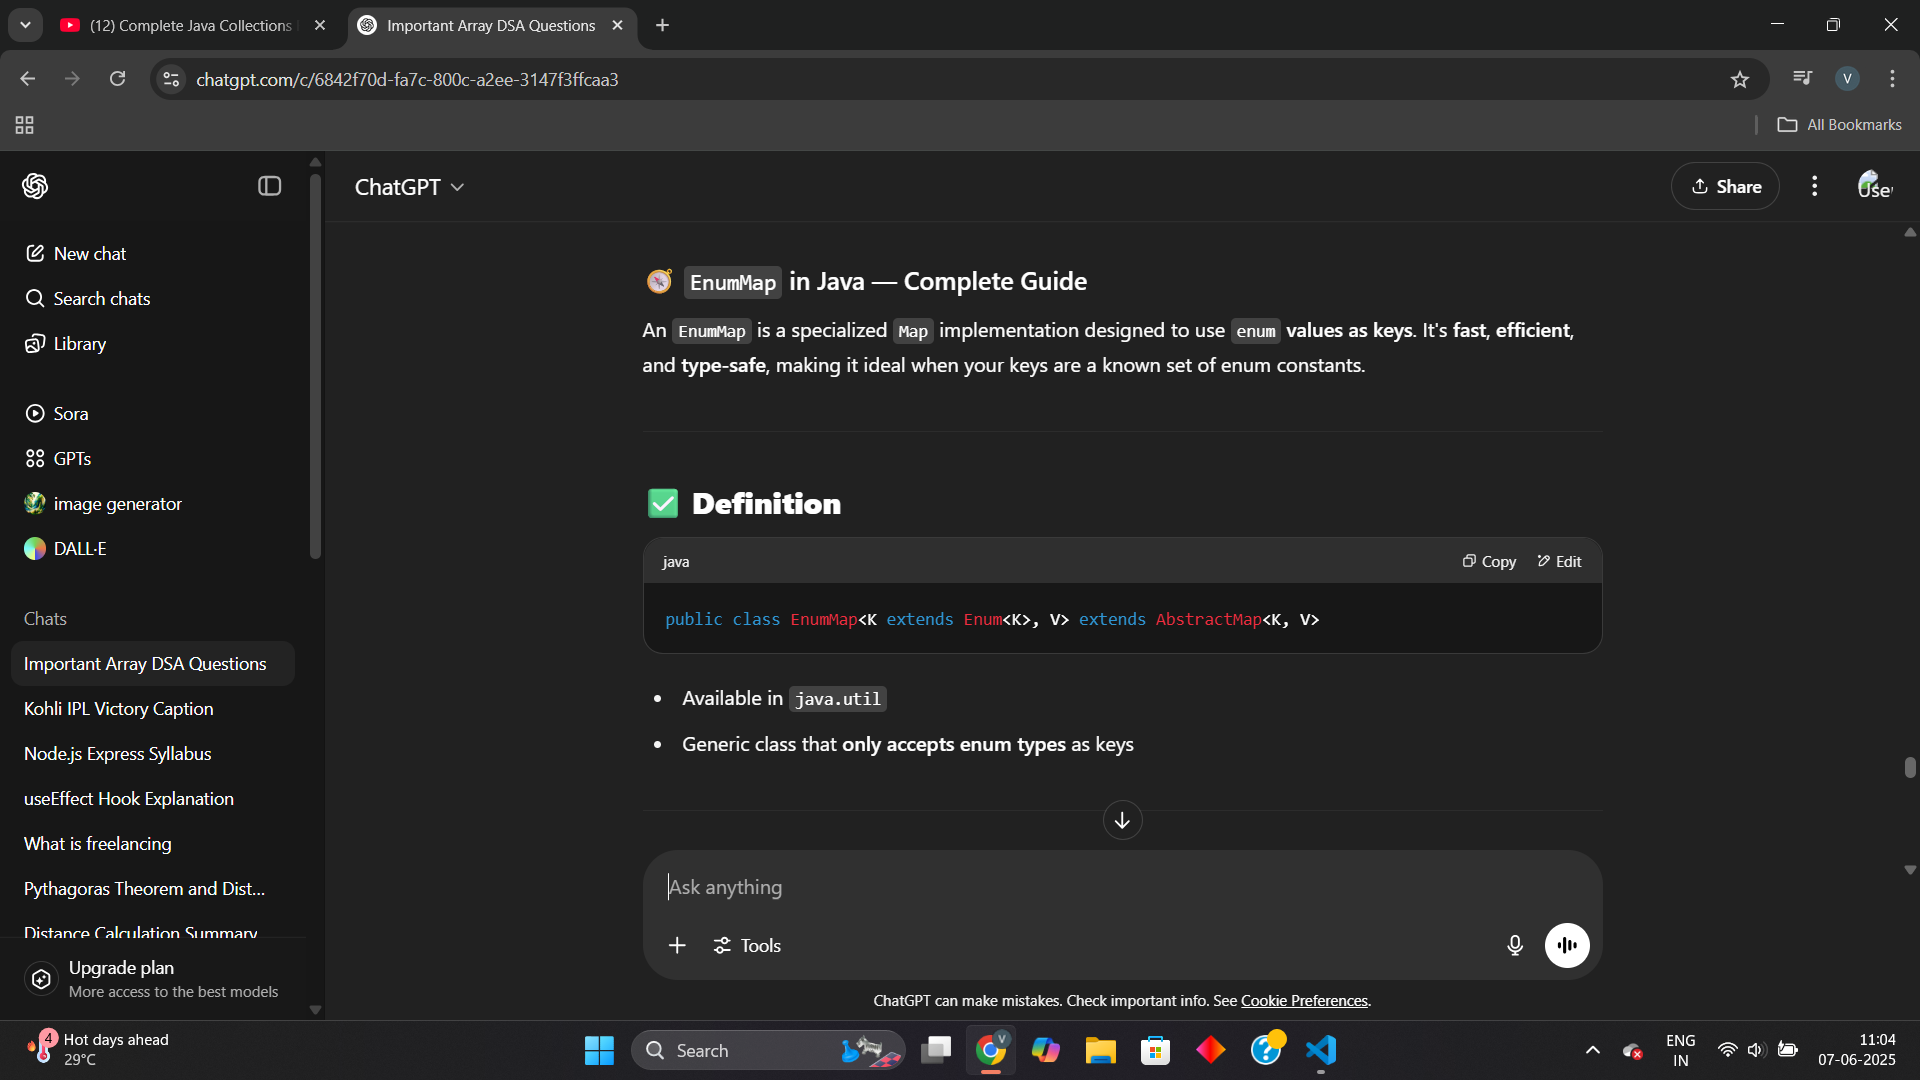 (12) Complete Java Collections
Important Array DSA Questions
chatgpt.com/c/6842f70d-fa7c-800c-a2ee-3147f3ffcaa3
V
All Bookmarks
ChatGPT
Share
User
New chat
Search chats
Library
Sora
GPTs
image generator
DALL·E
Chats
Important Array DSA Questions
Kohli IPL Victory Caption
Node.js Express Syllabus
useEffect Hook Explanation
What is freelancing
Pythagoras Theorem and Dist...
Distance Calculation Summary
Upgrade plan
More access to the best models
EnumMap in Java — Complete Guide
An EnumMap is a specialized Map implementation designed to use enum values as keys. It's fast, efficient,
and type-safe, making it ideal when your keys are a known set of enum constants.
Definition
java
Copy
Edit
public class EnumMap<K extends Enum<K>, V> extends AbstractMap<K, V>
• Available in java.util
• Generic class that only accepts enum types as keys
Ask anything
Tools
ChatGPT can make mistakes. Check important info. See Cookie Preferences.
4
Hot days ahead
29°C
Search
V
ENG
IN
11:04
07-06-2025